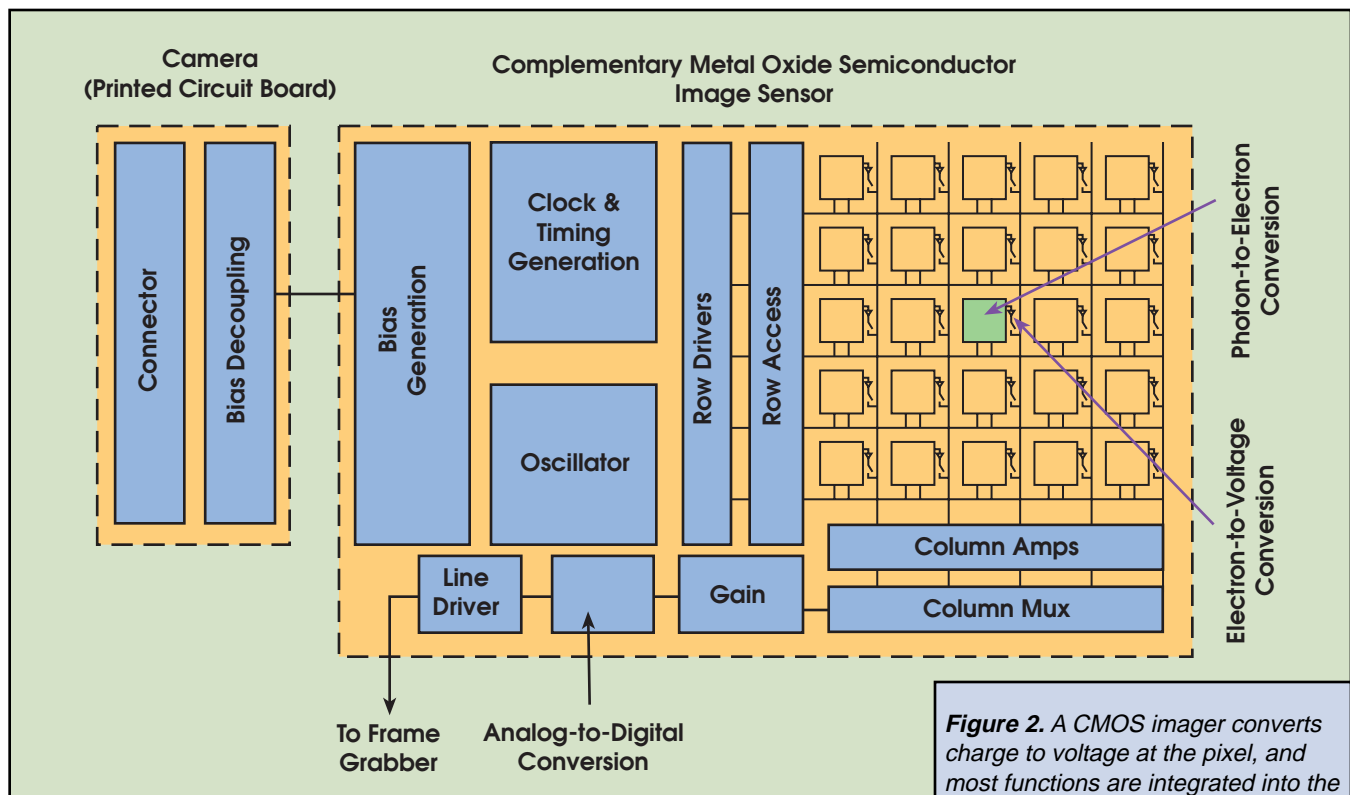 Camera
(Printed Circuit Board)
Complementary Metal Oxide Semiconductor
Image Sensor
Connector
Bias Decoupling
Bias
Generation
Clock &
Timing
Generation
Oscillator
Row Drivers
Row Access
Photon-to-Electron
Conversion
Electron-to-Voltage
Conversion
Column Amps
Column Mux
Gain
Line
Driver
To Frame
Grabber
Analog-to-Digital
Conversion
Figure 2. A CMOS imager converts
charge to voltage at the pixel, and
most functions are integrated into the